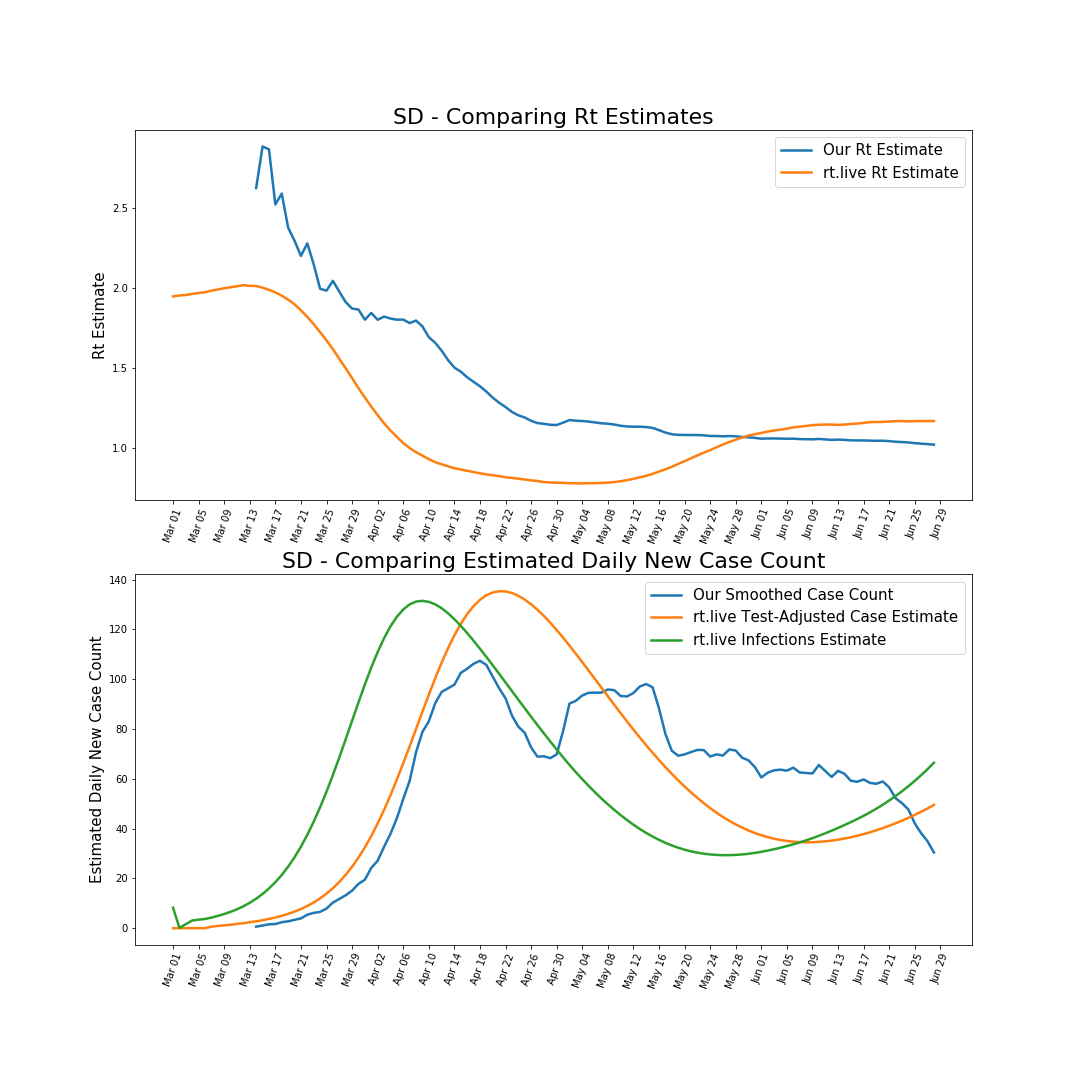 SD - Comparing Rt Estimates
Our Rt Estimate
rt.live Rt Estimate
Rt Estimate
2.5
2.0
1.5
1.0
Mar 01 Mar 05 Mar 09 Mar 13 Mar 17 Mar 21 Mar 25 Mar 29 Apr 02 Apr 06 Apr 10 Apr 14 Apr 18 Apr 22 Apr 26 Apr 30 May 04 May 08 May 12 May 16 May 20 May 24 May 28 Jun 01 Jun 05 Jun 09 Jun 13 Jun 17 Jun 21 Jun 25 Jun 29
SD - Comparing Estimated Daily New Case Count
Our Smoothed Case Count
rt.live Test-Adjusted Case Estimate
rt.live Infections Estimate
Estimated Daily New Case Count
140
120
100
80
60
40
20
0
Mar 01 Mar 05 Mar 09 Mar 13 Mar 17 Mar 21 Mar 25 Mar 29 Apr 02 Apr 06 Apr 10 Apr 14 Apr 18 Apr 22 Apr 26 Apr 30 May 04 May 08 May 12 May 16 May 20 May 24 May 28 Jun 01 Jun 05 Jun 09 Jun 13 Jun 17 Jun 21 Jun 25 Jun 29